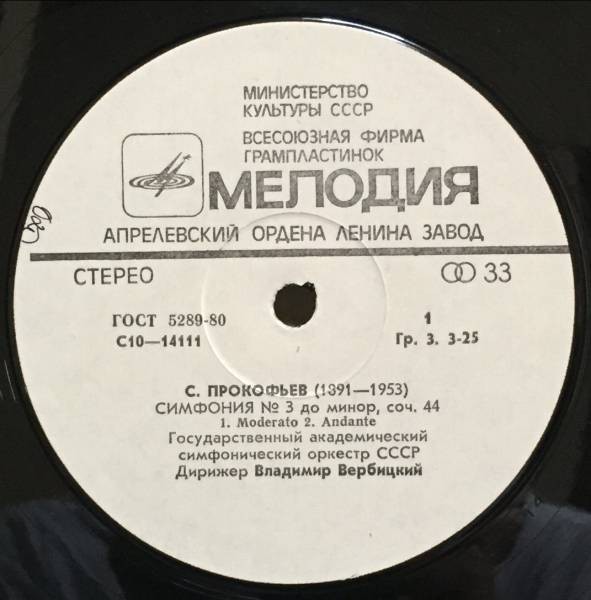 МИНИСТЕРСТВО
КУЛЬТУРЫ СССР
ВСЕСОЮЗНАЯ ФИРМА
ГРАМПЛАСТИНОК
МЕЛОДИЯ
АПРЕЛЕВСКИЙ ОРДЕНА ЛЕНИНА ЗАВОД
СТЕРЕО 33
ГОСТ 5289-80 1
С10—14111 Гр. 3. 3-25
С. ПРОКОФЬЕВ (1891—1953)
СИМФОНИЯ № 3 до минор, соч. 44
1. Moderato 2. Andante
Государственный академический
симфонический оркестр СССР
Дирижер Владимир Вербицкий